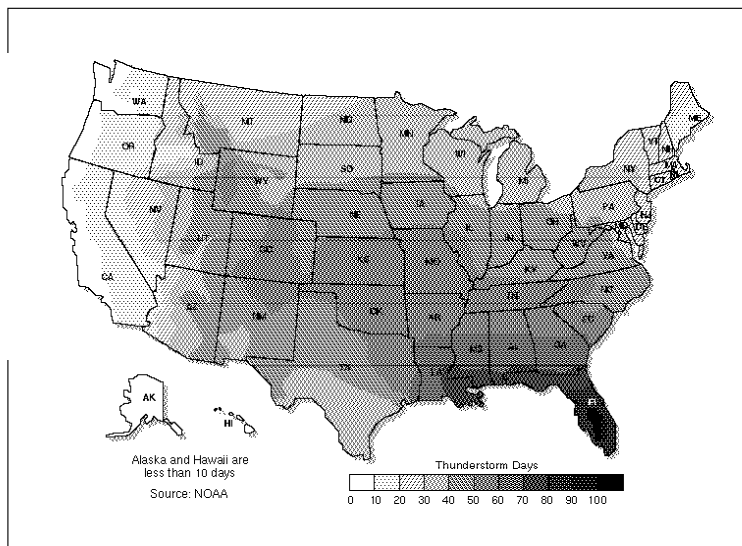 WA
MT
ND
MN
ME
VT
NH
OR
ID
WY
SD
WI
MI
NY
MA
CT
NV
NE
IA
PA
NJ
UT
CO
IL
IN
OH
WV
VA
CA
KS
MO
KY
NC
AZ
NM
OK
AR
TN
SC
TX
LA
MS
AL
GA
FL
AK
HI
Alaska and Hawaii are
less than 10 days
Source: NOAA
Thunderstorm Days
0 10 20 30 40 50 60 70 80 90 100